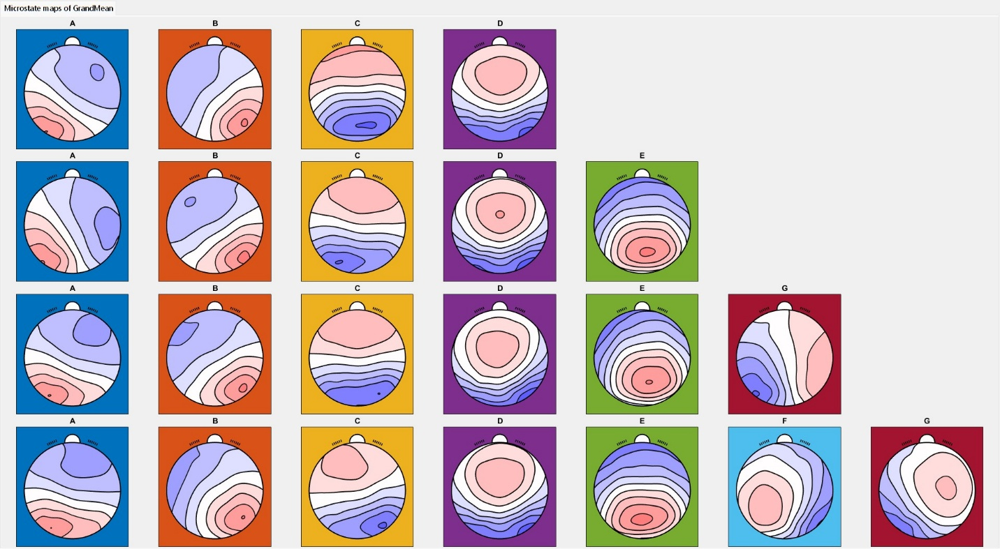 Microstate maps of GrandMean
A B C D
A B C D E
A B C D E G
A B C D E F G